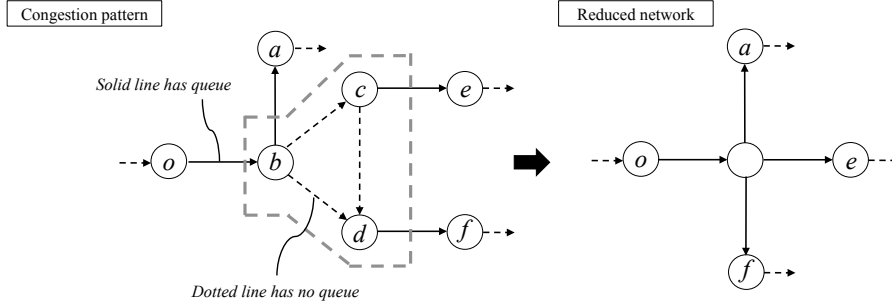 Congestion pattern
Reduced network
a
a
Solid line has queue
c
e
o
b
o
e
d
f
f
Dotted line has no queue